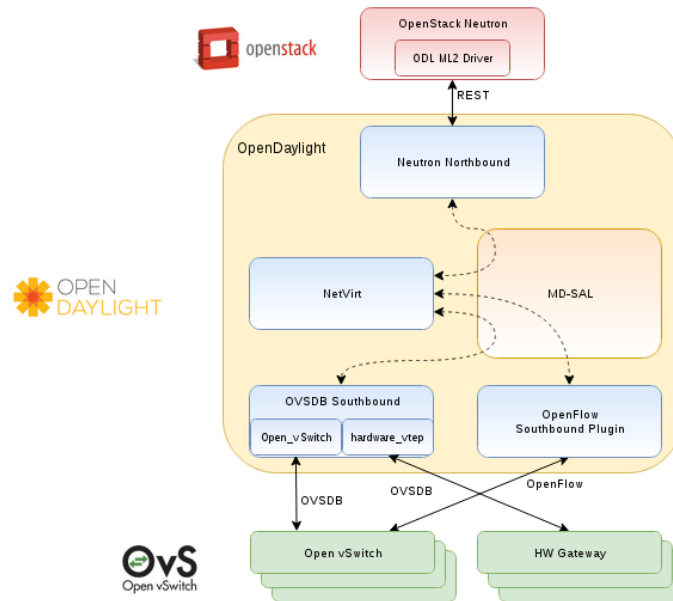 openstack
OpenStack Neutron
ODL ML2 Driver
REST
OpenDaylight
Neutron Northbound
OPEN
DAYLIGHT
NetVirt
MD-SAL
OVSDB Southbound
Open_vSwitch
hardware_vtep
OpenFlow
Southbound Plugin
OVSDB
OVSDB
OpenFlow
OvS
Open vSwitch
Open vSwitch
HW Gateway